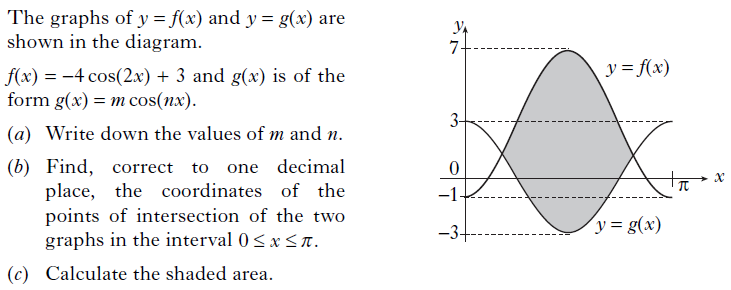 The graphs of y = f(x) and y = g(x) are
shown in the diagram.
f(x) = –4 cos(2x) + 3 and g(x) is of the
form g(x) = m cos(nx).
(a) Write down the values of m and n.
(b) Find, correct to one decimal
place, the coordinates of the
points of intersection of the two
graphs in the interval 0 ≤ x ≤ π.
(c) Calculate the shaded area.
y
7
y = f(x)
3
0
π
x
–1
–3
y = g(x)